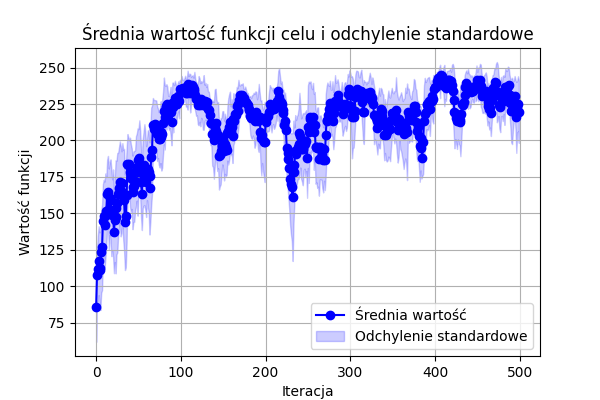 Średnia wartość funkcji celu i odchylenie standardowe
250
225
200
175
150
125
100
75
Wartość funkcji
Średnia wartość
Odchylenie standardowe
0 100 200 300 400 500
Iteracja